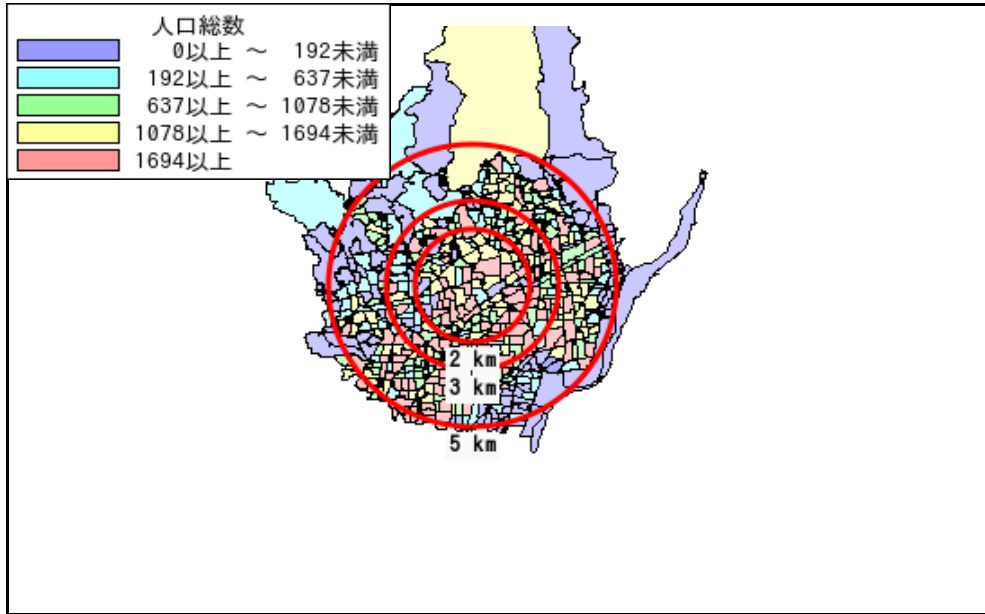 人口総数
0以上 ～ 192未満
192以上 ～ 637未満
637以上 ～ 1078未満
1078以上 ～ 1694未満
1694以上
2 km
3 km
5 km